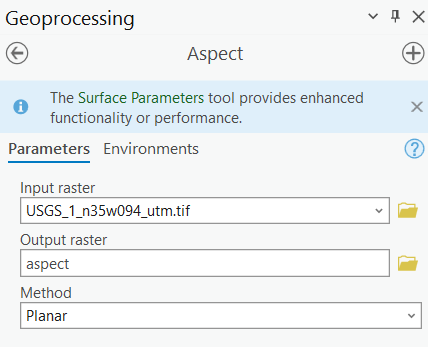 Geoprocessing
Aspect
The Surface Parameters tool provides enhanced
functionality or performance.
Parameters Environments
Input raster
USGS_1_n35w094_utm.tif
Output raster
aspect
Method
Planar